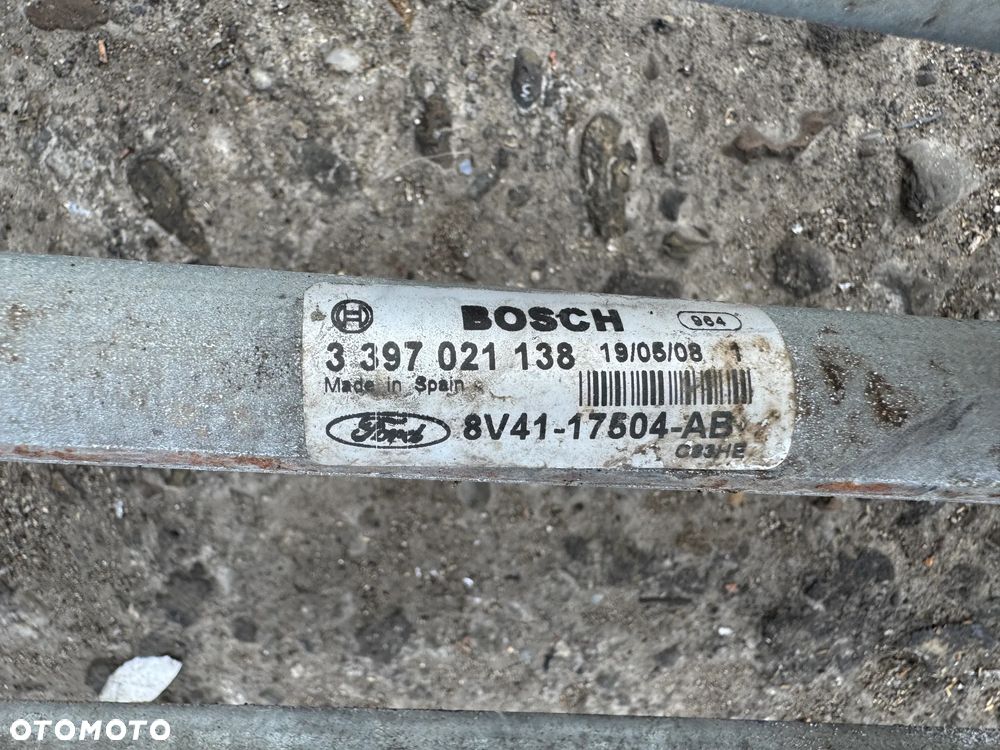 BOSCH 964
3 397 021 138 19/05/08 1
Made in Spain
Ford 8V41-17504-AB
C83HE
OTOMOTO